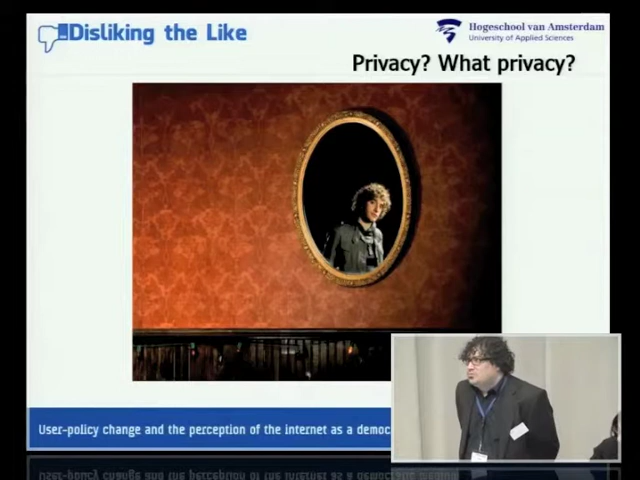 Disliking the Like
Hogeschool van Amsterdam
University of Applied Sciences
Privacy? What privacy?
User-policy change and the perception of the internet as a